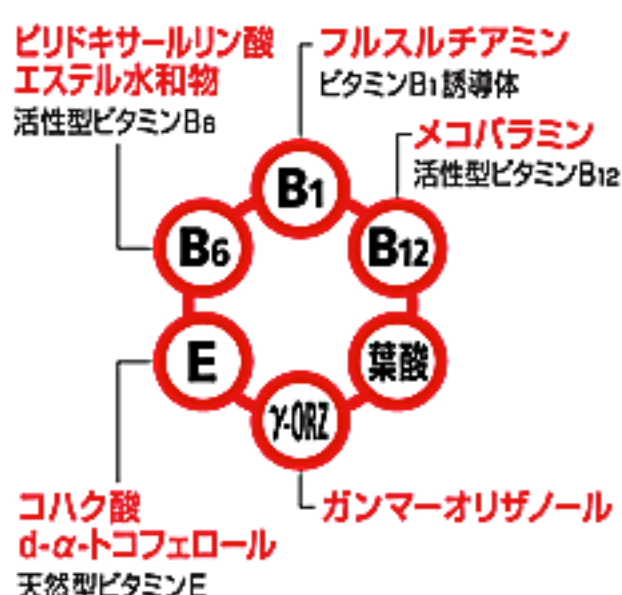 ピリドキサールリン酸
エステル水和物
活性型ビタミンB6
フルスルチアミン
ビタミンB1誘導体
メコバラミン
活性型ビタミンB12
B1
B6
B12
E
葉酸
γ-ORZ
コハク酸
d-α-トコフェロール
天然型ビタミンE
ガンマーオリザノール